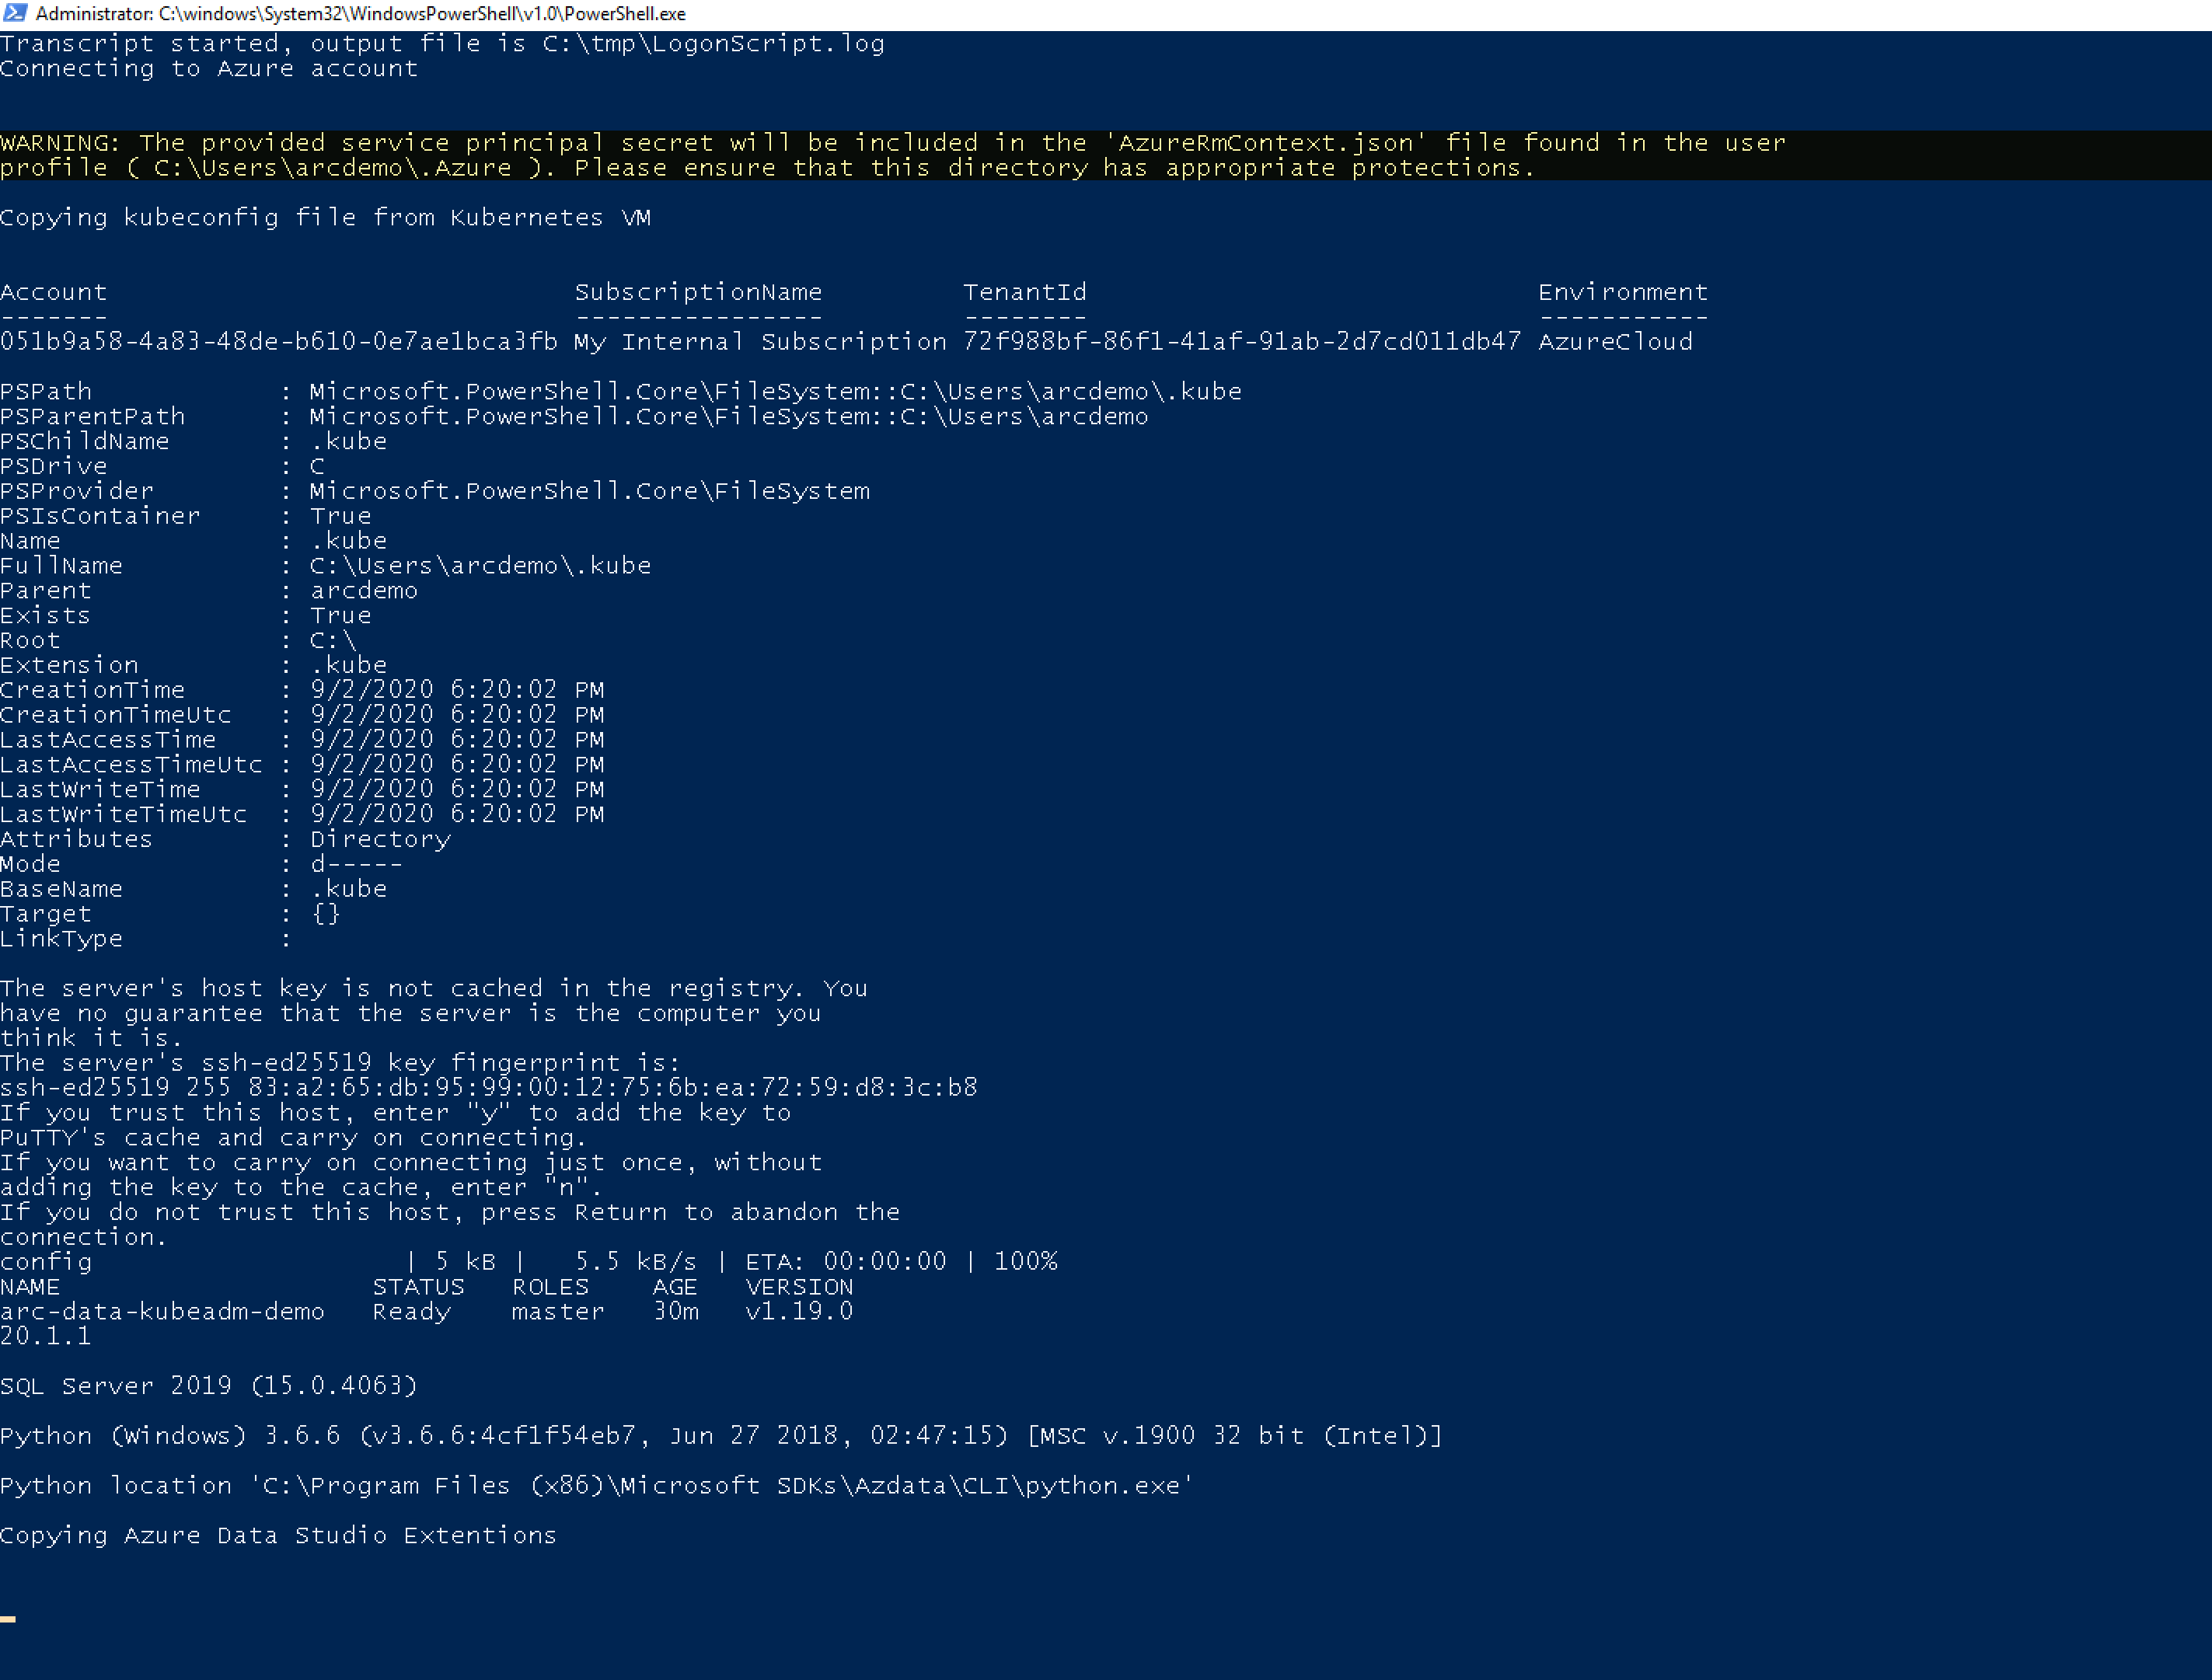 Administrator: C:\windows\System32\WindowsPowerShell\v1.0\PowerShell.exe
Transcript started, output file is C:\tmp\LogonScript.log
Connecting to Azure account
WARNING: The provided service principal secret will be included in the 'AzureRmContext.json' file found in the user
profile ( C:\Users\arcdemo\.Azure ). Please ensure that this directory has appropriate protections.
Copying kubeconfig file from Kubernetes VM
Account                              SubscriptionName         TenantId                             Environment
-------                              ----------------         --------                             -----------
051b9a58-4a83-48de-b610-0e7ae1bca3fb My Internal Subscription 72f988bf-86f1-41af-91ab-2d7cd011db47 AzureCloud
PSPath            : Microsoft.PowerShell.Core\FileSystem::C:\Users\arcdemo\.kube
PSParentPath      : Microsoft.PowerShell.Core\FileSystem::C:\Users\arcdemo
PSChildName       : .kube
PSDrive           : C
PSProvider        : Microsoft.PowerShell.Core\FileSystem
PSIsContainer     : True
Name              : .kube
FullName          : C:\Users\arcdemo\.kube
Parent            : arcdemo
Exists            : True
Root              : C:\
Extension         : .kube
CreationTime      : 9/2/2020 6:20:02 PM
CreationTimeUtc   : 9/2/2020 6:20:02 PM
LastAccessTime    : 9/2/2020 6:20:02 PM
LastAccessTimeUtc : 9/2/2020 6:20:02 PM
LastWriteTime     : 9/2/2020 6:20:02 PM
LastWriteTimeUtc  : 9/2/2020 6:20:02 PM
Attributes        : Directory
Mode              : d-----
BaseName          : .kube
Target            : {}
LinkType          :
The server's host key is not cached in the registry. You
have no guarantee that the server is the computer you
think it is.
The server's ssh-ed25519 key fingerprint is:
ssh-ed25519 255 83:a2:65:db:95:99:00:12:75:6b:ea:72:59:d8:3c:b8
If you trust this host, enter "y" to add the key to
PuTTY's cache and carry on connecting.
If you want to carry on connecting just once, without
adding the key to the cache, enter "n".
If you do not trust this host, press Return to abandon the
connection.
config                    | 5 kB |   5.5 kB/s | ETA: 00:00:00 | 100%
NAME                    STATUS   ROLES    AGE   VERSION
arc-data-kubeadm-demo   Ready    master   30m   v1.19.0
20.1.1
SQL Server 2019 (15.0.4063)
Python (Windows) 3.6.6 (v3.6.6:4cf1f54eb7, Jun 27 2018, 02:47:15) [MSC v.1900 32 bit (Intel)]
Python location 'C:\Program Files (x86)\Microsoft SDKs\Azdata\CLI\python.exe'
Copying Azure Data Studio Extentions